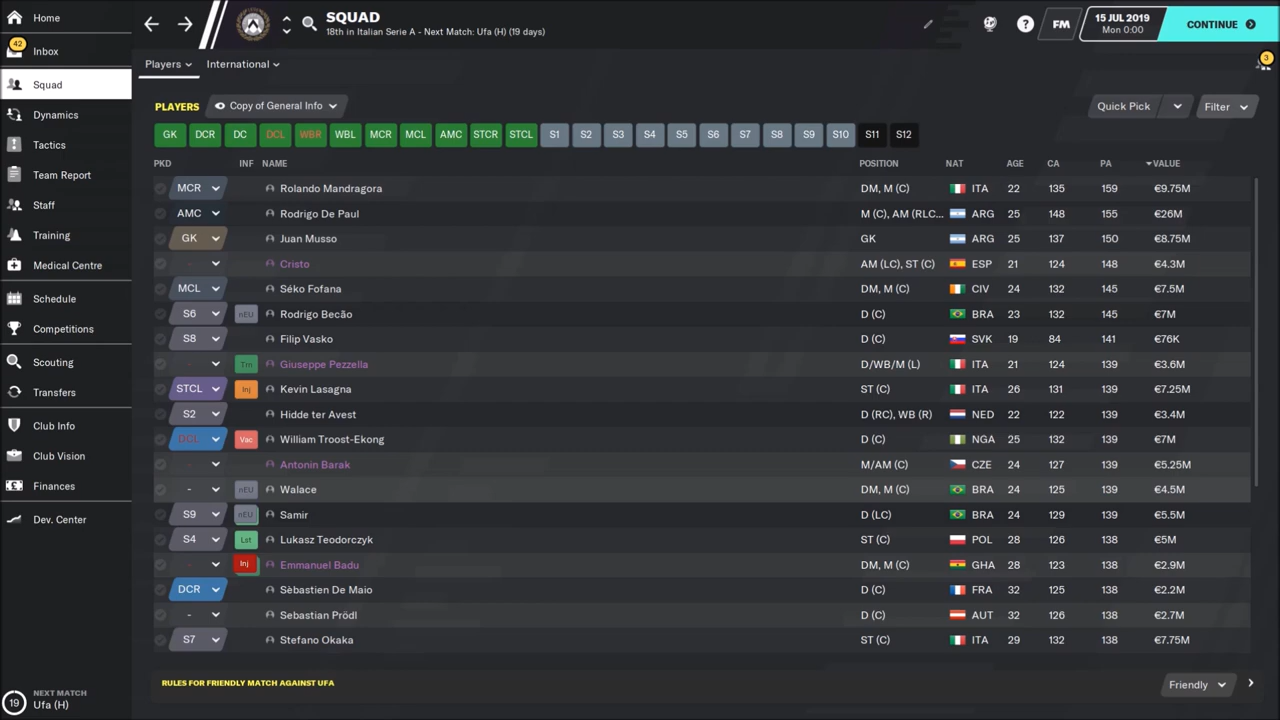 Home
42
Inbox
Squad
Dynamics
Tactics
Team Report
Staff
Training
Medical Centre
Schedule
Competitions
Scouting
Transfers
Club Info
Club Vision
Finances
Dev. Center
19
NEXT MATCH
Ufa (H)
SQUAD
18th in Italian Serie A - Next Match: Ufa (H) (19 days)
? FM 15 JUL 2019 Mon 0:00 CONTINUE
Players International 3
PLAYERS Copy of General Info Quick Pick Filter
GK DCR DC DCL WBR WBL MCR MCL AMC STCR STCL S1 S2 S3 S4 S5 S6 S7 S8 S9 S10 S11 S12
PKD INF NAME POSITION NAT AGE CA PA VALUE
MCR Rolando Mandragora DM, M (C) ITA 22 135 159 €9.75M
AMC Rodrigo De Paul M (C), AM (RLC... ARG 25 148 155 €26M
GK Juan Musso GK ARG 25 137 150 €8.75M
- Cristo AM (LC), ST (C) ESP 21 124 148 €4.3M
MCL Séko Fofana DM, M (C) CIV 24 132 145 €7.5M
S6 nEU Rodrigo Becão D (C) BRA 23 132 145 €7M
S8 Filip Vasko D (C) SVK 19 84 141 €76K
- Trn Giuseppe Pezzella D/WB/M (L) ITA 21 124 139 €3.6M
STCL Inj Kevin Lasagna ST (C) ITA 26 131 139 €7.25M
S2 Hidde ter Avest D (RC), WB (R) NED 22 122 139 €3.4M
DCL Vac William Troost-Ekong D (C) NGA 25 132 139 €7M
- Antonin Barak M/AM (C) CZE 24 127 139 €5.25M
- nEU Walace DM, M (C) BRA 24 125 139 €4.5M
S9 nEU Samir D (LC) BRA 24 129 139 €5.5M
S4 Lst Lukasz Teodorczyk ST (C) POL 28 126 138 €5M
- Inj Emmanuel Badu DM, M (C) GHA 28 123 138 €2.9M
DCR Sèbastien De Maio D (C) FRA 32 125 138 €2.2M
- Sebastian Prödl D (C) AUT 32 126 138 €2.7M
S7 Stefano Okaka ST (C) ITA 29 132 138 €7.75M
RULES FOR FRIENDLY MATCH AGAINST UFA Friendly